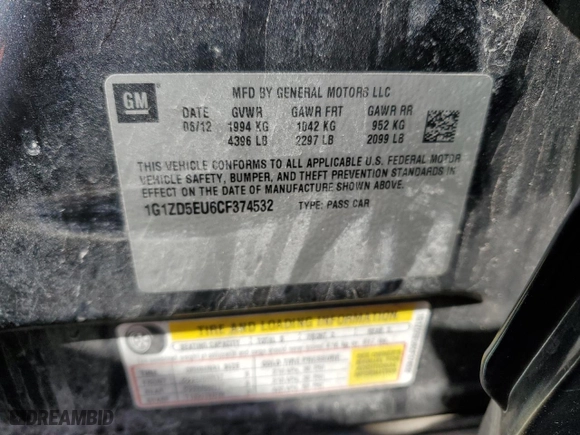 GM
MFD BY GENERAL MOTORS LLC
DATE GVWR GAWR FRT GAWR RR
06/12 1994 KG 1042 KG 952 KG
4396 LB 2297 LB 2099 LB
THIS VEHICLE CONFORMS TO ALL APPLICABLE U.S. FEDERAL MOTOR
VEHICLE SAFETY, BUMPER, AND THEFT PREVENTION STANDARDS IN
EFFECT ON THE DATE OF MANUFACTURE SHOWN ABOVE.
1G1ZD5EU6CF374532 TYPE: PASS CAR
TIRE AND LOADING INFORMATION
SEATING CAPACITY
DREAMBID